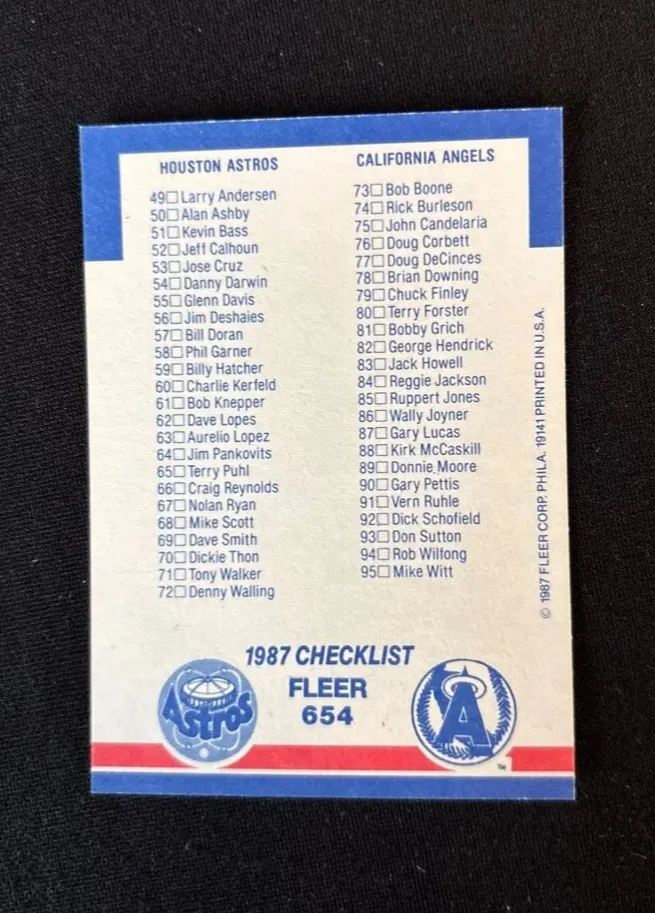 HOUSTON ASTROS
49☐ Larry Andersen
50☐ Alan Ashby
51☐ Kevin Bass
52☐ Jeff Calhoun
53☐ Jose Cruz
54☐ Danny Darwin
55☐ Glenn Davis
56☐ Jim Deshaies
57☐ Bill Doran
58☐ Phil Garner
59☐ Billy Hatcher
60☐ Charlie Kerfeld
61☐ Bob Knepper
62☐ Dave Lopes
63☐ Aurelio Lopez
64☐ Jim Pankovits
65☐ Terry Puhl
66☐ Craig Reynolds
67☐ Nolan Ryan
68☐ Mike Scott
69☐ Dave Smith
70☐ Dickie Thon
71☐ Tony Walker
72☐ Denny Walling
CALIFORNIA ANGELS
73☐ Bob Boone
74☐ Rick Burleson
75☐ John Candelaria
76☐ Doug Corbett
77☐ Doug DeCinces
78☐ Brian Downing
79☐ Chuck Finley
80☐ Terry Forster
81☐ Bobby Grich
82☐ George Hendrick
83☐ Jack Howell
84☐ Reggie Jackson
85☐ Ruppert Jones
86☐ Wally Joyner
87☐ Gary Lucas
88☐ Kirk McCaskill
89☐ Donnie Moore
90☐ Gary Pettis
91☐ Vern Ruhle
92☐ Dick Schofield
93☐ Don Sutton
94☐ Rob Wilfong
95☐ Mike Witt
© 1987 FLEER CORP. PHILA. 19141 PRINTED IN U.S.A.
1987 CHECKLIST
FLEER
654
Astros
®
A
™